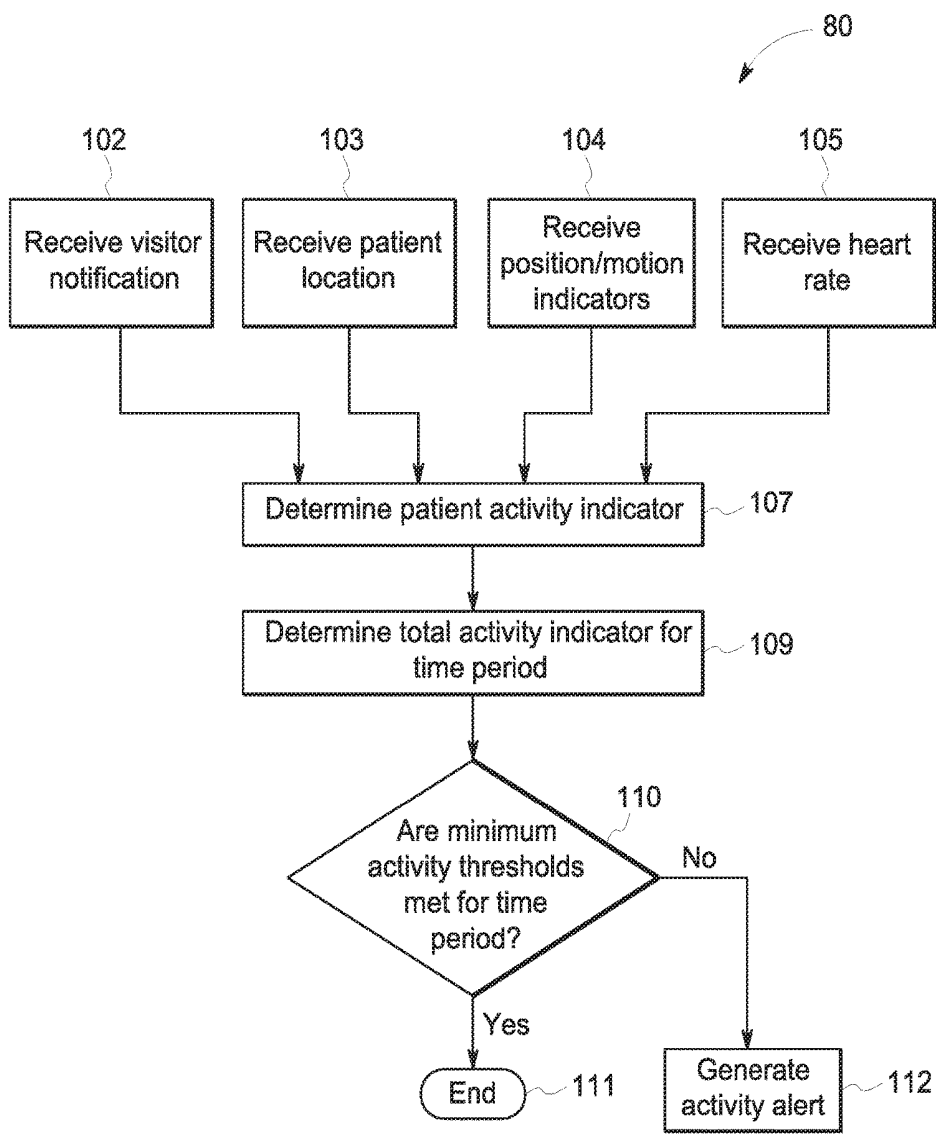 80
102
103
104
105
Receive visitor
notification
Receive patient
location
Receive
position/motion
indicators
Receive heart
rate
Determine patient activity indicator
107
Determine total activity indicator for
time period
109
110
Are minimum
activity thresholds
met for time
period?
No
Yes
End
111
Generate
activity alert
112